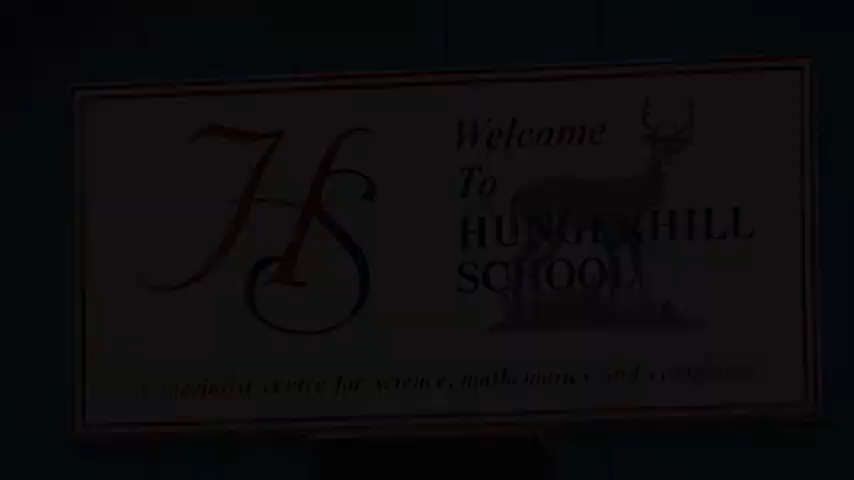 HS
Welcome
To
HUNGERHILL
SCHOOL
A specialist centre for science, mathematics and computing